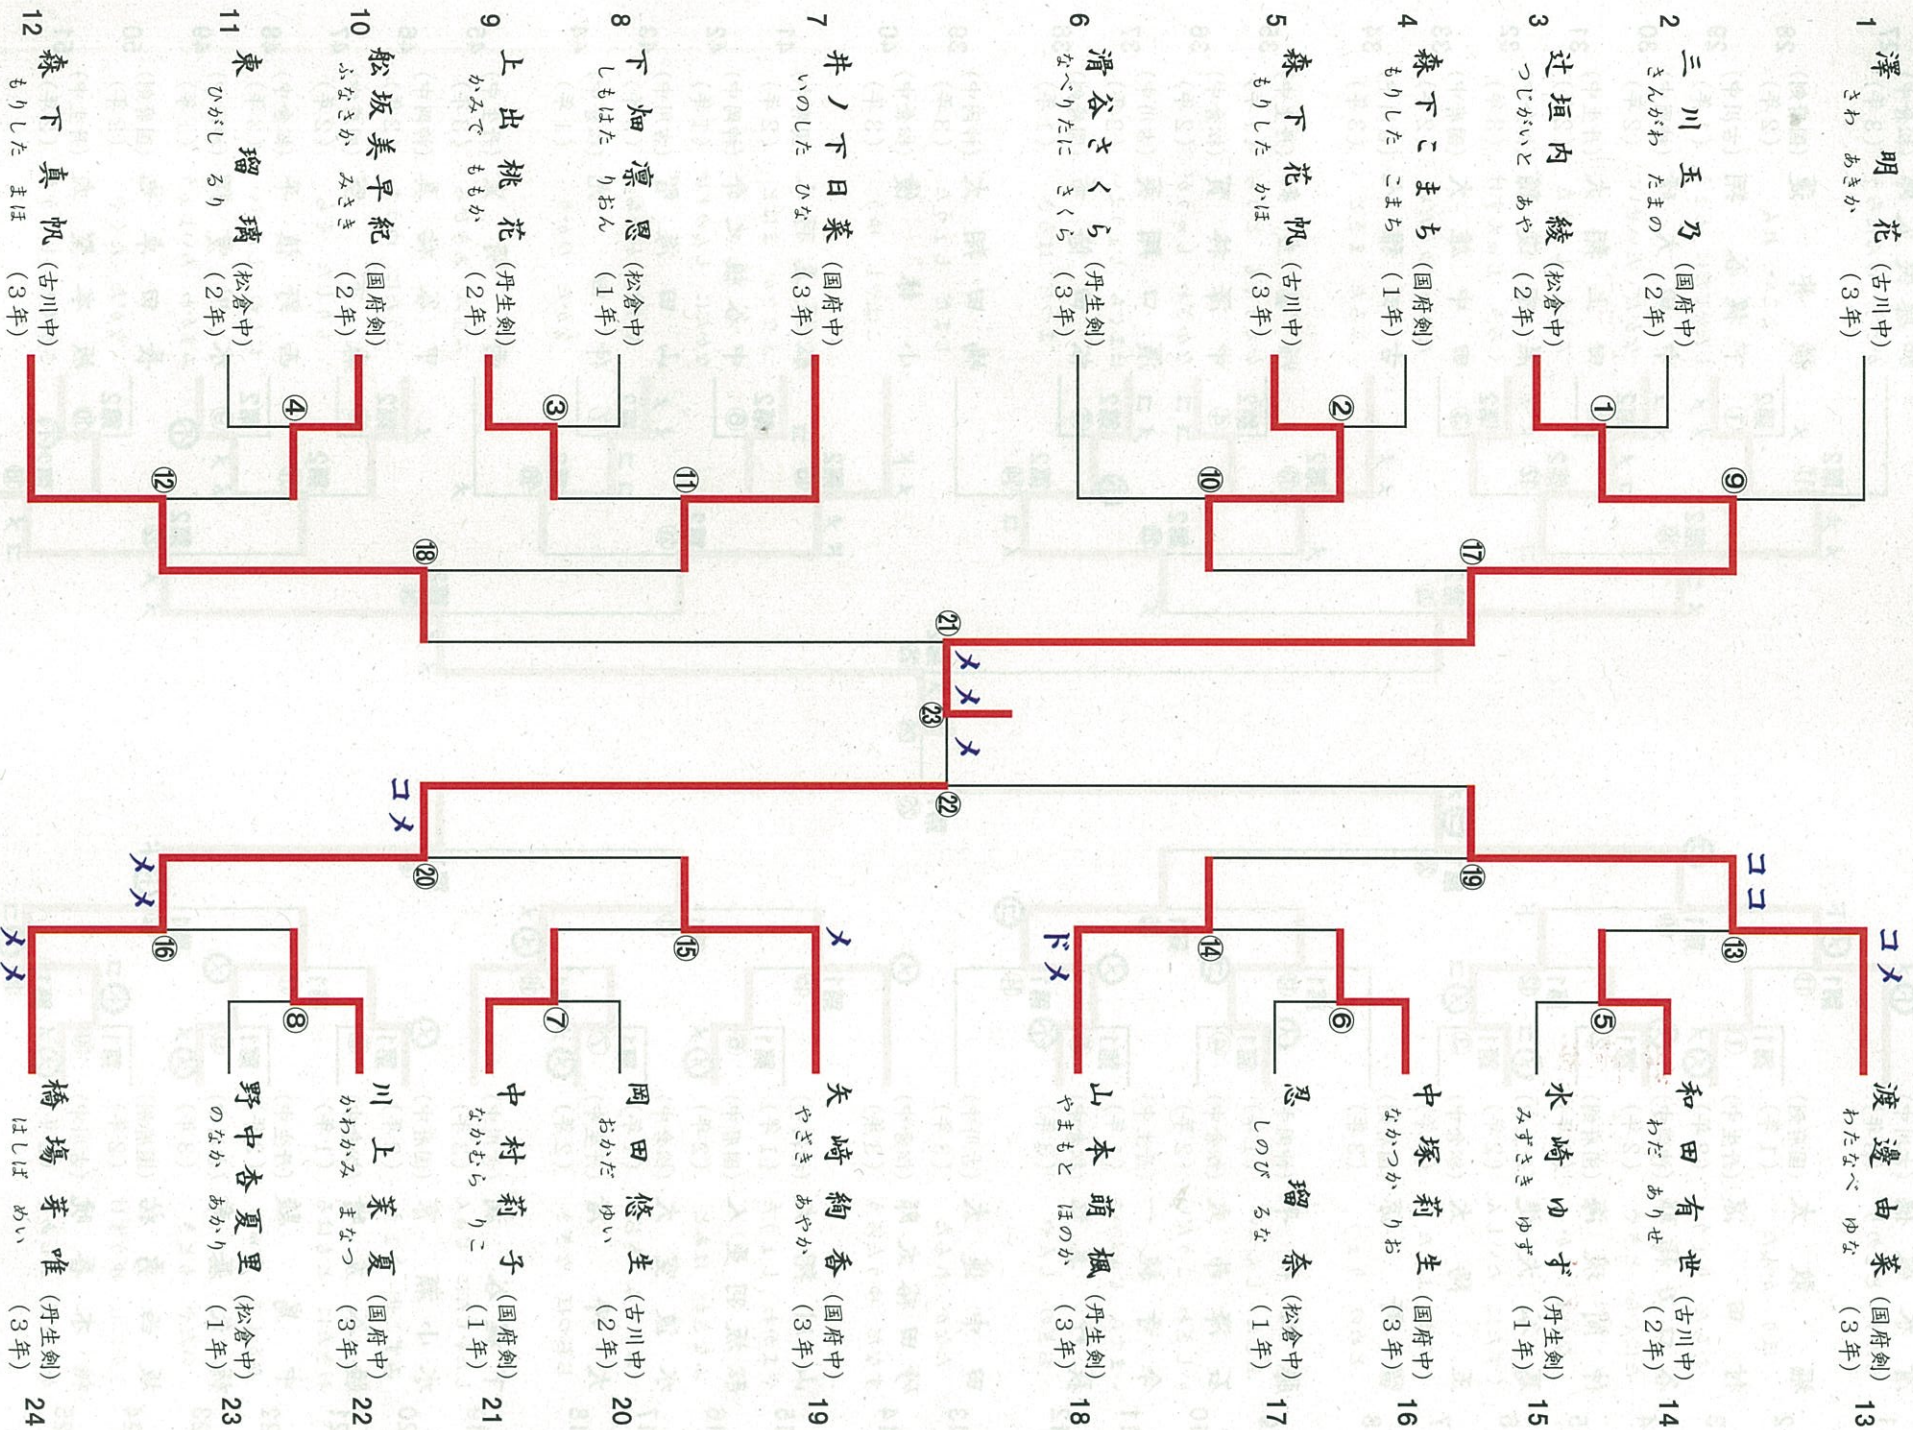 1 澤 明花 (古川中)
さわ あきか (3年)
2 三川玉乃 (国府中)
さんがわ たまの (2年)
3 辻垣内 綾 (松倉中)
つじがいと あや (2年)
4 森下こまち (国府剣)
もりした こまち (1年)
5 森下花帆 (古川中)
もりした かほ (3年)
6 滑谷さくら (丹生剣)
なべりたに さくら (3年)
7 井ノ下日菜 (国府中)
いのした ひな (3年)
8 下畑凛恩 (松倉中)
しもはた りおん (1年)
9 上出桃花 (丹生剣)
かみで ももか (2年)
10 舩坂美早紀 (国府剣)
ふなさか みさき (2年)
11 東 瑠璃 (松倉中)
ひがし るり (2年)
12 森下真帆 (古川中)
もりした まほ (3年)
① ② ③ ④
⑨ ⑩ ⑪ ⑫
⑰ ⑱
㉑
メメ
㉓
メ
㉒
コメ
⑲ ⑳
ココ
メメ
⑬ ⑭ ⑮ ⑯
コメ
ドメ
メ
メメ
⑤ ⑥ ⑦ ⑧
渡邊由菜 (国府剣) 13
わたなべ ゆな (3年)
和田有世 (古川中) 14
わだ ありせ (2年)
水崎ゆず (丹生剣) 15
みずさき ゆず (1年)
中塚莉生 (国府中) 16
なかつか りお (3年)
忍 瑠奈 (松倉中) 17
しのび るな (1年)
山本萌楓 (丹生剣) 18
やまもと ほのか (3年)
矢﨑絢香 (国府中) 19
やざき あやか (3年)
岡田悠生 (古川中) 20
おかだ ゆい (2年)
中村莉子 (国府剣) 21
なかむら りこ (1年)
川上茉夏 (国府中) 22
かわかみ まなつ (3年)
野中杏夏里 (松倉中) 23
のなか あかり (1年)
橋場芽唯 (丹生剣) 24
はしば めい (3年)